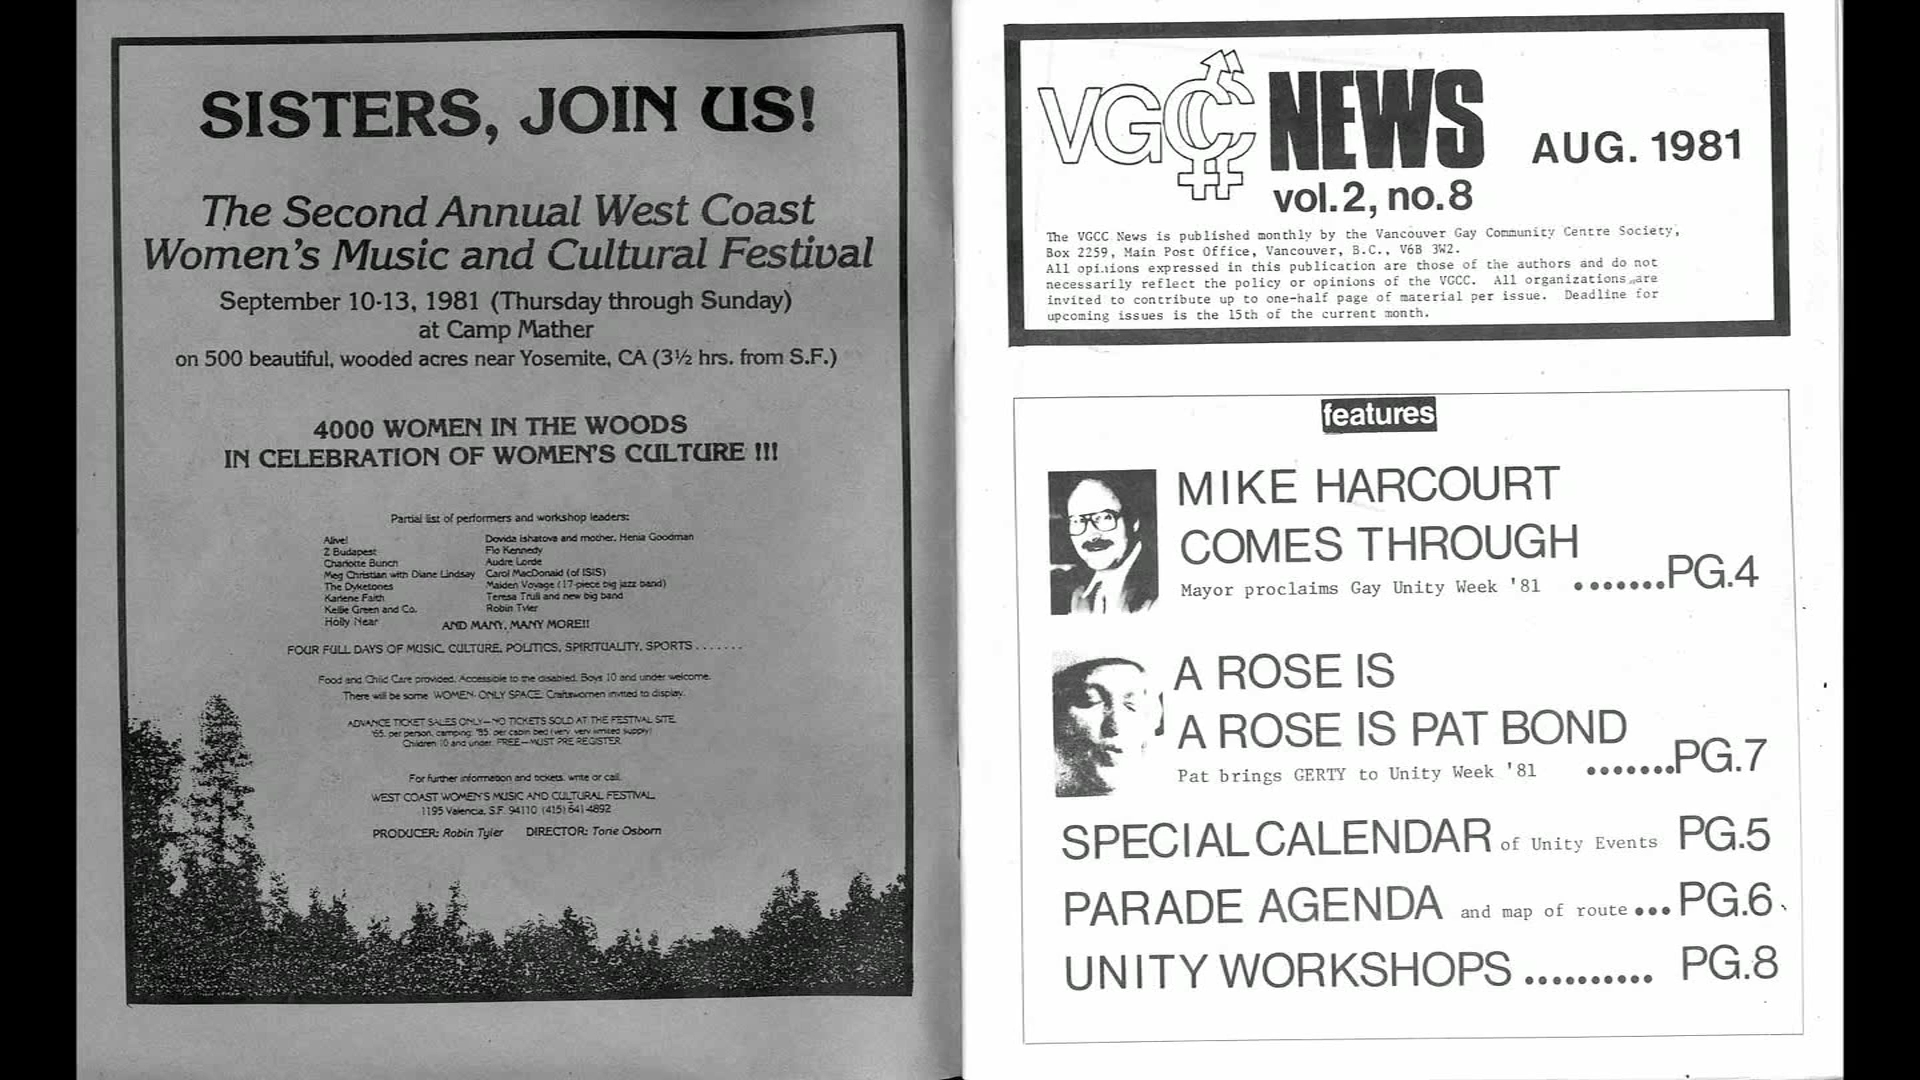 SISTERS, JOIN US!
The Second Annual West Coast
Women's Music and Cultural Festival
September 10-13, 1981 (Thursday through Sunday)
at Camp Mather
on 500 beautiful, wooded acres near Yosemite, CA (3½ hrs. from S.F.)
4000 WOMEN IN THE WOODS
IN CELEBRATION OF WOMEN'S CULTURE !!!
Partial list of performers and workshop leaders:
Alive!
Z Budapest
Charlotte Bunch
Meg Christian with Diane Lindsay
The Dyketones
Karlene Faith
Kellie Green and Co.
Holly Near
Dovida Ishatova and mother, Henia Goodman
Flo Kennedy
Audre Lorde
Carol MacDonald (of ISIS)
Maiden Voyage (17-piece big jazz band)
Teresa Trull and new big band
Robin Tyler
AND MANY, MANY MORE!!
FOUR FULL DAYS OF MUSIC, CULTURE, POLITICS, SPIRITUALITY, SPORTS . . . . . . .
Food and Child Care provided. Accessible to the disabled. Boys 10 and under welcome.
There will be some WOMEN-ONLY SPACE. Craftswomen invited to display.
ADVANCE TICKET SALES ONLY—NO TICKETS SOLD AT THE FESTIVAL SITE.
$65. per person, camping; $85. per cabin bed (very, very limited supply)
Children 10 and under, FREE—MUST PRE-REGISTER
For further information and tickets, write or call:
WEST COAST WOMEN'S MUSIC AND CULTURAL FESTIVAL
1195 Valencia, S.F. 94110 (415) 641-4892
PRODUCER: Robin Tyler DIRECTOR: Torie Osborn
VGCC NEWS AUG. 1981
vol.2, no.8
The VGCC News is published monthly by the Vancouver Gay Community Centre Society,
Box 2259, Main Post Office, Vancouver, B.C., V6B 3W2.
All opinions expressed in this publication are those of the authors and do not
necessarily reflect the policy or opinions of the VGCC. All organizations are
invited to contribute up to one-half page of material per issue. Deadline for
upcoming issues is the 15th of the current month.
features
MIKE HARCOURT
COMES THROUGH
Mayor proclaims Gay Unity Week '81 .......PG.4
A ROSE IS
A ROSE IS PAT BOND
Pat brings GERTY to Unity Week '81 .......PG.7
SPECIAL CALENDAR of Unity Events PG.5
PARADE AGENDA and map of route ...PG.6
UNITY WORKSHOPS .......... PG.8